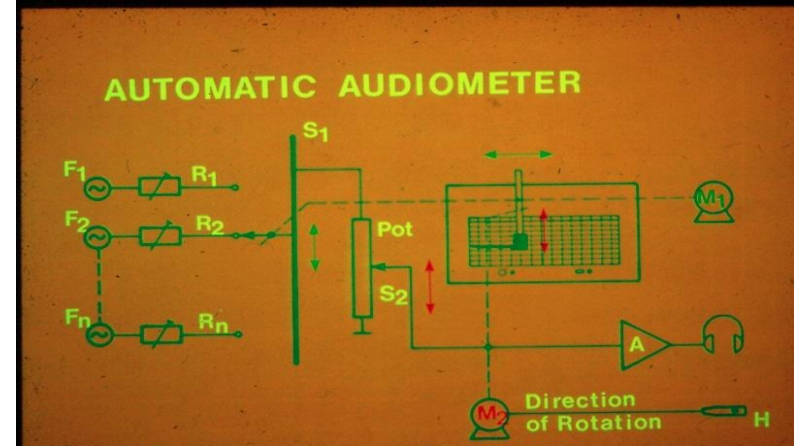 AUTOMATIC AUDIOMETER
S1
F1 R1
M1
F2 R2
Pot
S2
Fn Rn
A
M2 Direction
of Rotation H